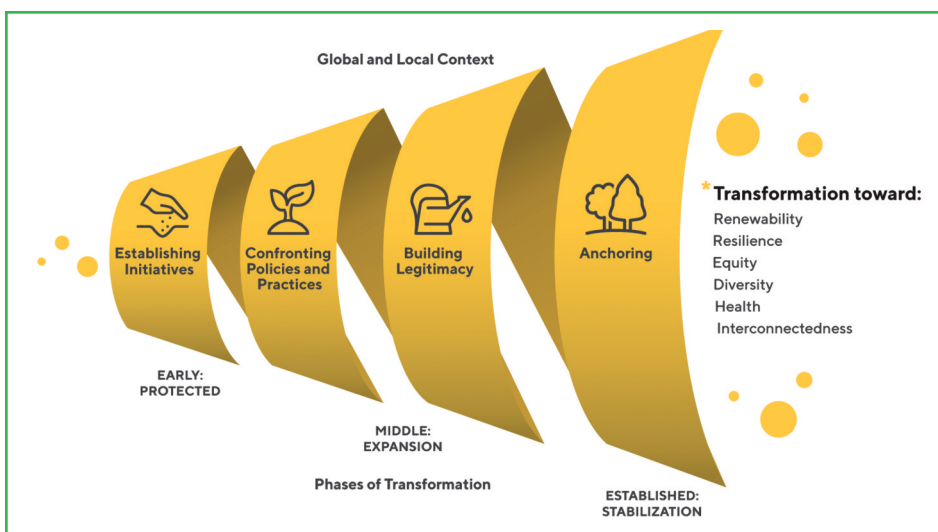 Global and Local Context
Establishing
Initiatives
Confronting
Policies and
Practices
Building
Legitimacy
Anchoring
* Transformation toward:
Renewability
Resilience
Equity
Diversity
Health
Interconnectedness
EARLY:
PROTECTED
MIDDLE:
EXPANSION
Phases of Transformation
ESTABLISHED:
STABILIZATION